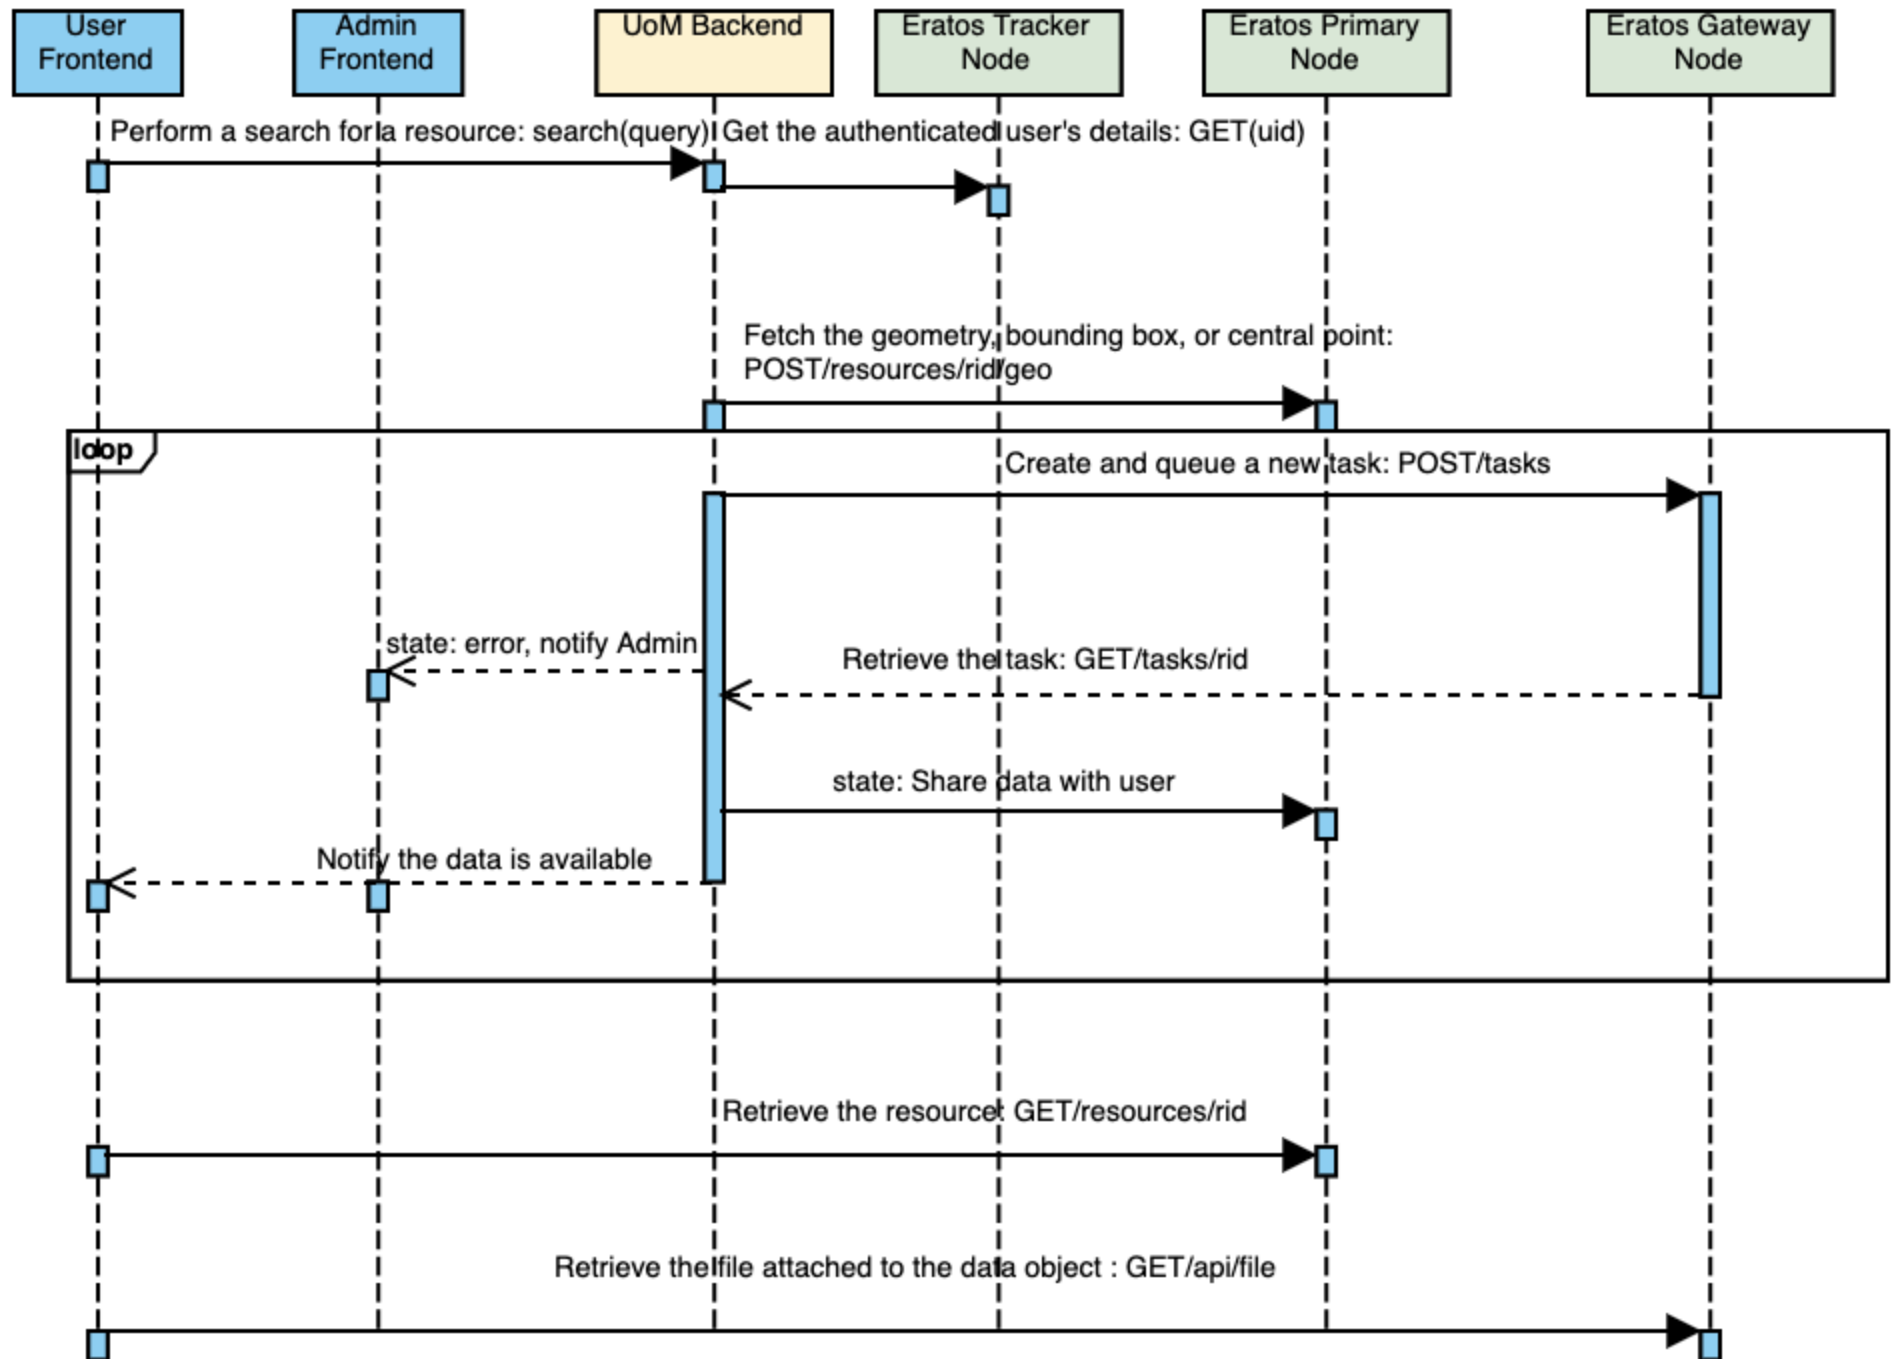 User
Frontend
Admin
Frontend
UoM Backend
Eratos Tracker
Node
Eratos Primary
Node
Eratos Gateway
Node
Perform a search for a resource: search(query)
Get the authenticated user's details: GET(uid)
Fetch the geometry, bounding box, or central point:
POST/resources/rid/geo
loop
Create and queue a new task: POST/tasks
state: error, notify Admin
Retrieve the task: GET/tasks/rid
state: Share data with user
Notify the data is available
Retrieve the resource: GET/resources/rid
Retrieve the file attached to the data object : GET/api/file